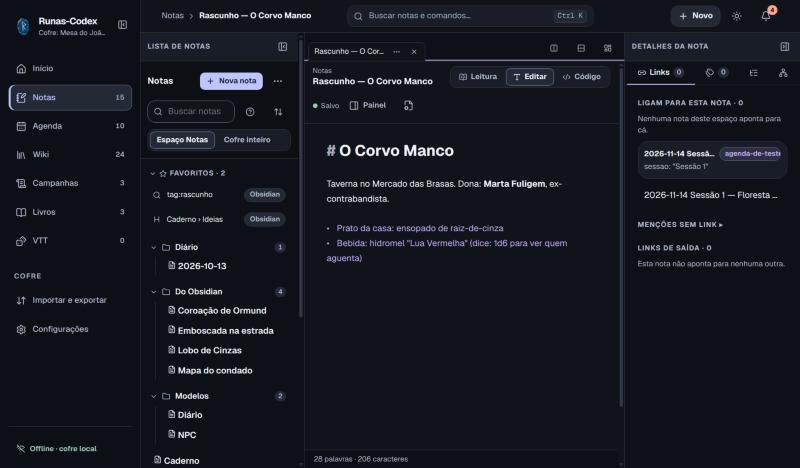 Runas-Codex
Cofre: Mesa do Joã...
Início
Notas 15
Agenda 10
Wiki 24
Campanhas 3
Livros 3
VTT 0
COFRE
Importar e exportar
Configurações
Offline · cofre local
Notas > Rascunho — O Corvo Manco
Buscar notas e comandos... Ctrl K
+ Novo
4
LISTA DE NOTAS
Notas
+ Nova nota
Buscar notas
Espaço Notas Cofre inteiro
FAVORITOS · 2
tag:rascunho Obsidian
H Caderno › Ideias Obsidian
Diário 1
2026-10-13
Do Obsidian 4
Coroação de Ormund
Emboscada na estrada
Lobo de Cinzas
Mapa do condado
Modelos 2
Diário
NPC
Caderno
Rascunho — O Cor...
Notas
Rascunho — O Corvo Manco
Leitura Editar Código
Salvo Painel
# O Corvo Manco
Taverna no Mercado das Brasas. Dona: Marta Fuligem, ex-
contrabandista.
• Prato da casa: ensopado de raiz-de-cinza
• Bebida: hidromel "Lua Vermelha" (dice: 1d6 para ver quem
aguenta)
28 palavras · 206 caracteres
DETALHES DA NOTA
Links 0 0
LIGAM PARA ESTA NOTA · 0
Nenhuma nota deste espaço aponta para
cá.
2026-11-14 Sessã... agenda-de-teste
sessao: "Sessão 1"
2026-11-14 Sessão 1 — Floresta ...
MENÇÕES SEM LINK ▸
LINKS DE SAÍDA · 0
Esta nota não aponta para nenhuma outra.